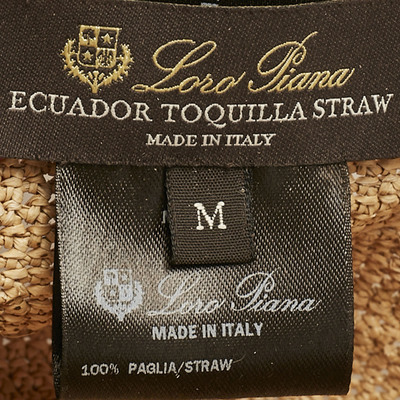 Loro Piana
ECUADOR TOQUILLA STRAW
MADE IN ITALY
M
Loro Piana
MADE IN ITALY
100% PAGLIA/STRAW